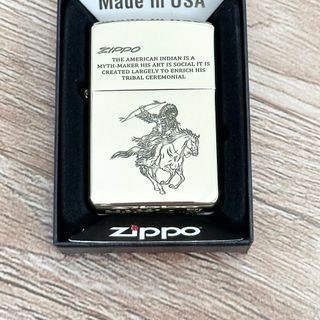 Made in USA
ZIPPO
THE AMERICAN INDIAN IS A
MYTH-MAKER HIS ART IS SOCIAL IT IS
CREATED LARGELY TO ENRICH HIS
TRIBAL CEREMONIAL
zippo